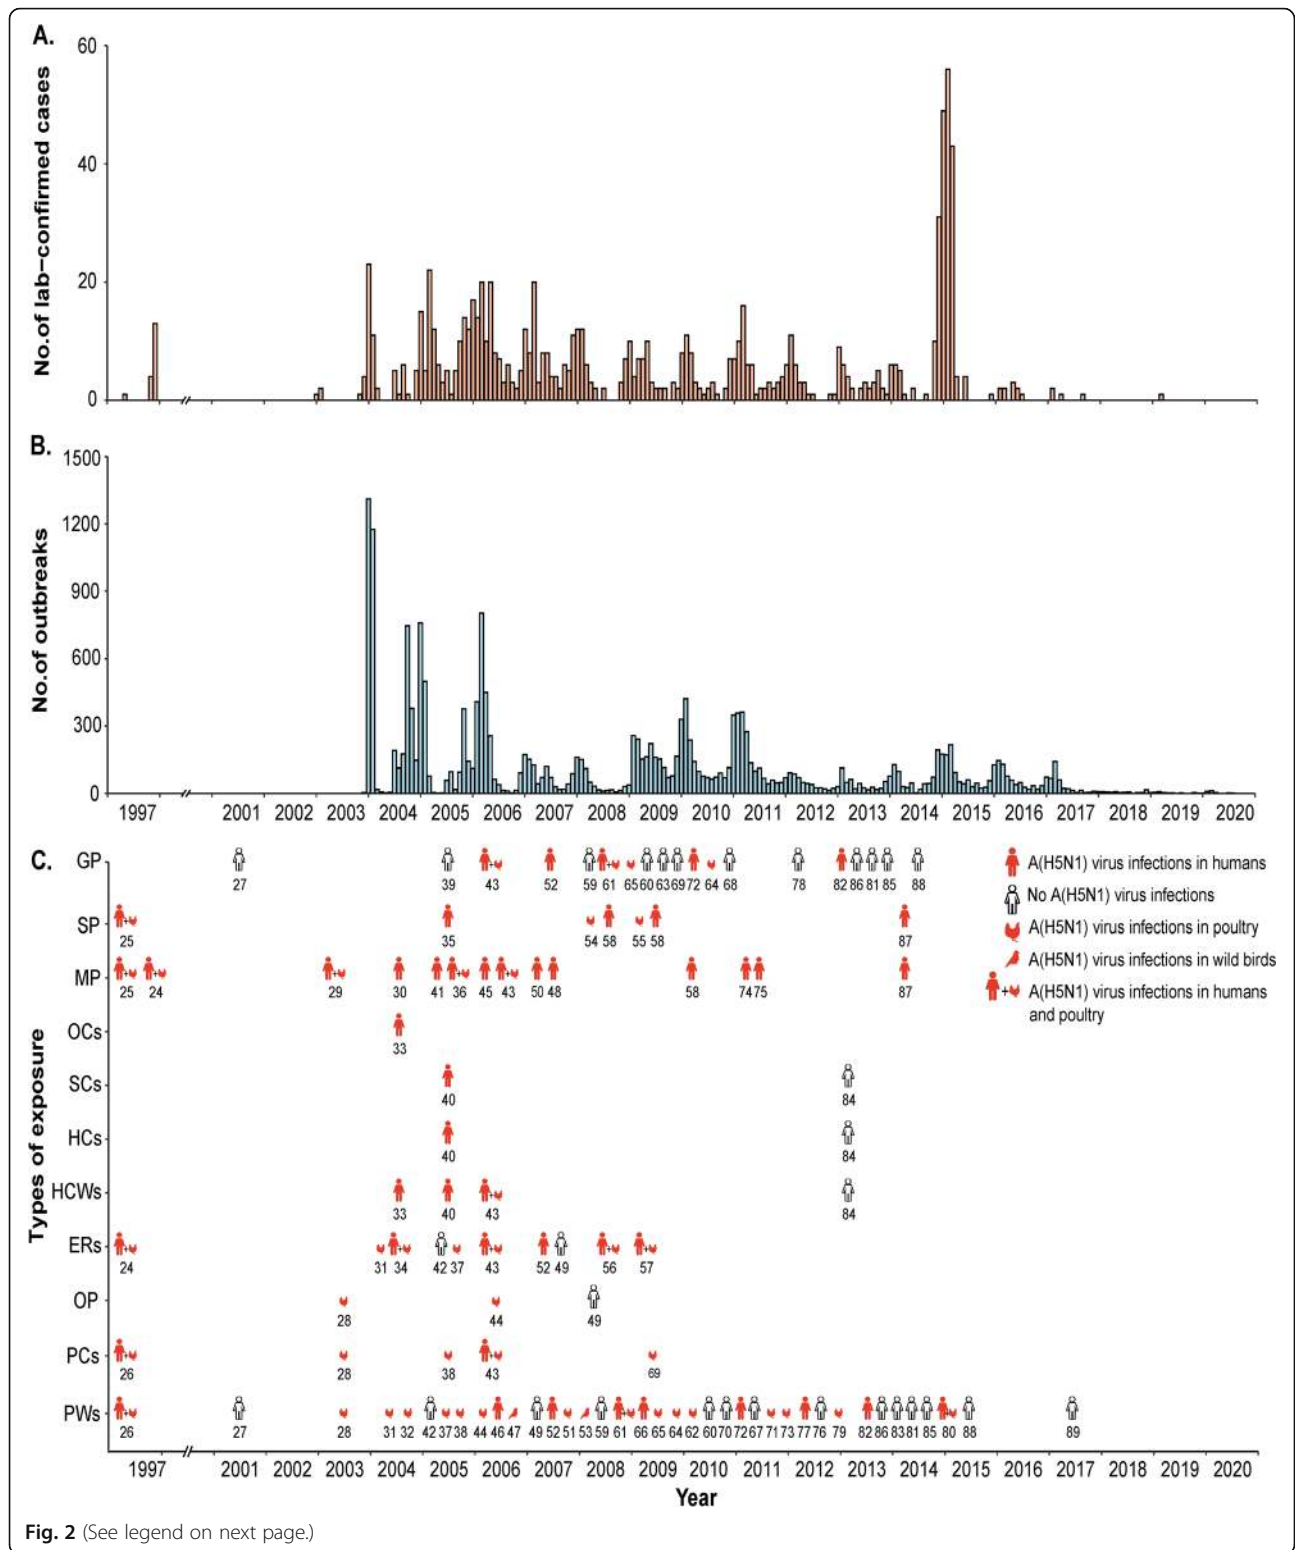 A.
No.of lab-confirmed cases
60
40
20
0
B.
No.of outbreaks
1500
1200
900
600
300
0
1997 // 2001 2002 2003 2004 2005 2006 2007 2008 2009 2010 2011 2012 2013 2014 2015 2016 2017 2018 2019 2020
C.
Types of exposure
GP
27 39 43 52 59 61 65 60 63 69 72 64 68 78 82 86 81 85 88
SP
25 35 54 58 55 58 87
MP
25 24 29 30 41 36 45 43 50 48 58 74 75 87
OCs
33
SCs
40 84
HCs
40 84
HCWs
33 40 43 84
ERs
24 31 34 42 37 43 52 49 56 57
OP
28 44 49
PCs
26 28 38 43 69
PWs
26 27 28 31 32 42 37 38 44 46 47 49 52 51 53 59 61 66 65 64 62 60 70 72 67 71 73 77 76 79 82 86 83 81 85 80 88 89
A(H5N1) virus infections in humans
No A(H5N1) virus infections
A(H5N1) virus infections in poultry
A(H5N1) virus infections in wild birds
+ A(H5N1) virus infections in humans
and poultry
1997 // 2001 2002 2003 2004 2005 2006 2007 2008 2009 2010 2011 2012 2013 2014 2015 2016 2017 2018 2019 2020
Year
Fig. 2 (See legend on next page.)